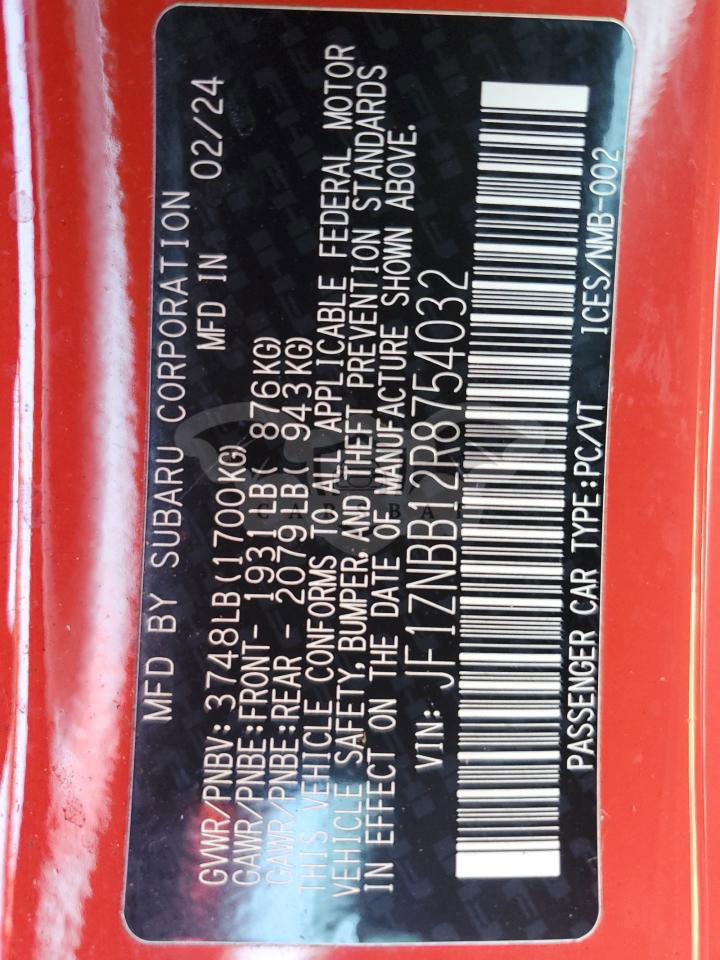 MFD BY SUBARU CORPORATION
MFD IN 02/24
GVWR/PNBV: 3748LB(1700KG)
GAWR/PNBE:FRONT- 1931LB( 876KG)
GAWR/PNBE:REAR - 2079LB( 943KG)
THIS VEHICLE CONFORMS TO ALL APPLICABLE FEDERAL MOTOR
VEHICLE SAFETY, BUMPER, AND THEFT PREVENTION STANDARDS
IN EFFECT ON THE DATE OF MANUFACTURE SHOWN ABOVE.
VIN: JF1ZNBB12R8754032
PASSENGER CAR TYPE:PC/VT ICES/NMB-002
CARSBAT